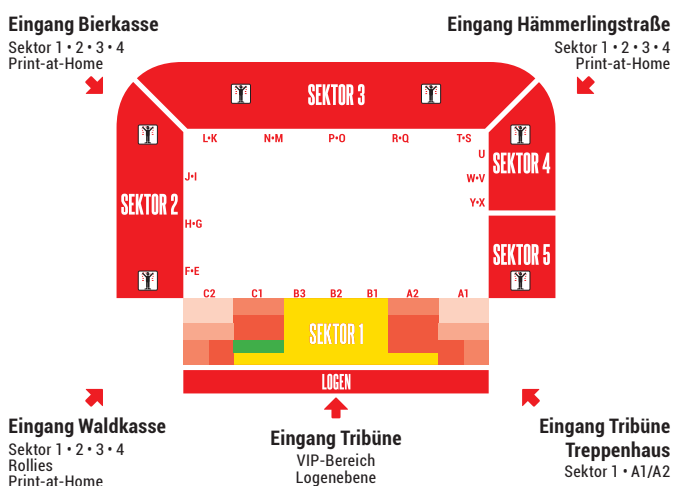 Eingang Bierkasse
Sektor 1 • 2 • 3 • 4
Print-at-Home
Eingang Hämmerlingstraße
Sektor 1 • 2 • 3 • 4
Print-at-Home
SEKTOR 3
L•K N•M P•O R•Q T•S
U
SEKTOR 4
J•I
W•V
SEKTOR 2
Y•X
H•G
SEKTOR 5
F•E
C2 C1 B3 B2 B1 A2 A1
SEKTOR 1
LOGEN
Eingang Waldkasse
Sektor 1 • 2 • 3 • 4
Rollies
Print-at-Home
Eingang Tribüne
VIP-Bereich
Logenebene
Eingang Tribüne
Treppenhaus
Sektor 1 • A1/A2